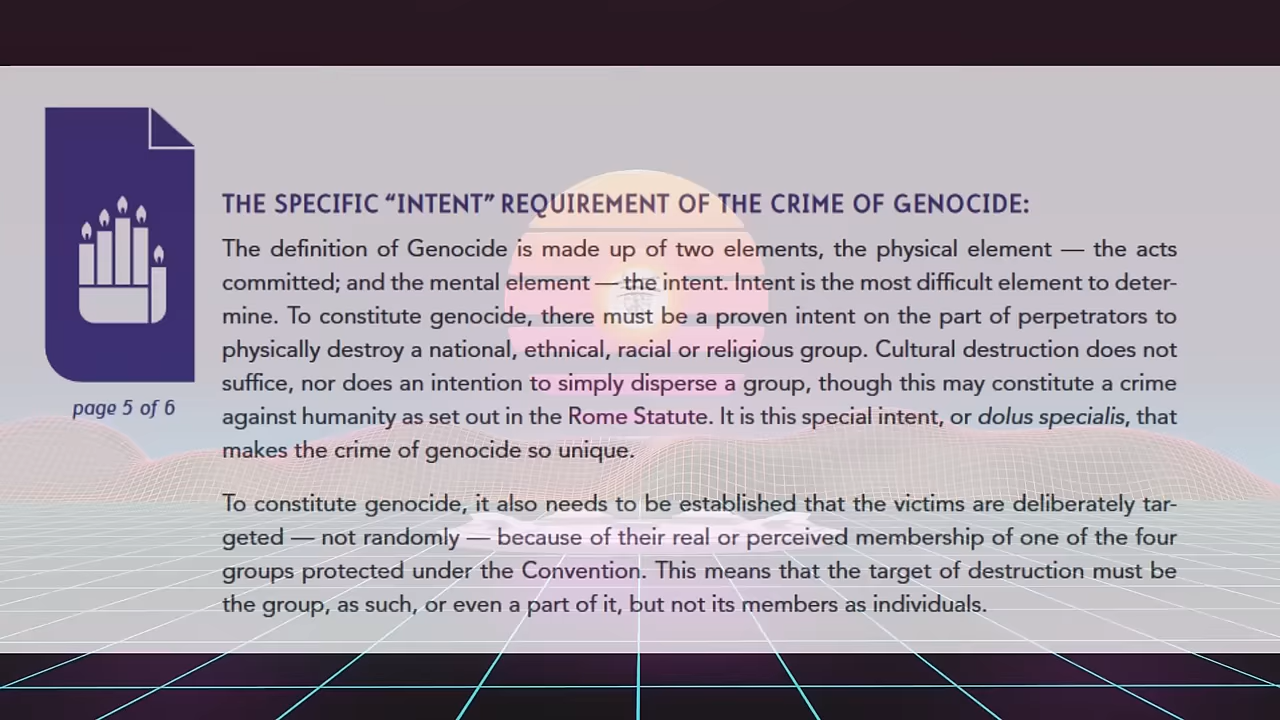 THE SPECIFIC “INTENT” REQUIREMENT OF THE CRIME OF GENOCIDE:
The definition of Genocide is made up of two elements, the physical element — the acts
committed; and the mental element — the intent. Intent is the most difficult element to deter-
mine. To constitute genocide, there must be a proven intent on the part of perpetrators to
physically destroy a national, ethnical, racial or religious group. Cultural destruction does not
suffice, nor does an intention to simply disperse a group, though this may constitute a crime
against humanity as set out in the Rome Statute. It is this special intent, or dolus specialis, that
makes the crime of genocide so unique.
To constitute genocide, it also needs to be established that the victims are deliberately tar-
geted — not randomly — because of their real or perceived membership of one of the four
groups protected under the Convention. This means that the target of destruction must be
the group, as such, or even a part of it, but not its members as individuals.
page 5 of 6